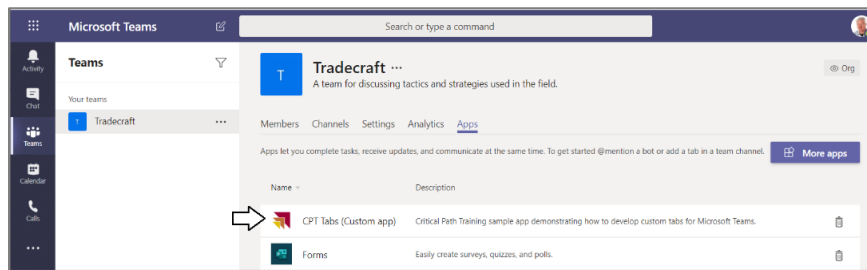 Microsoft Teams
Search or type a command
Activity
Chat
Teams
Calendar
Calls
Teams
Your teams
T Tradecraft
T
Tradecraft
A team for discussing tactics and strategies used in the field.
Org
Members Channels Settings Analytics Apps
Apps let you complete tasks, receive updates, and communicate at the same time. To get started @mention a bot or add a tab in a team channel.
More apps
Name Description
CPT Tabs (Custom app) Critical Path Training sample app demonstrating how to develop custom tabs for Microsoft Teams.
Forms Easily create surveys, quizzes, and polls.